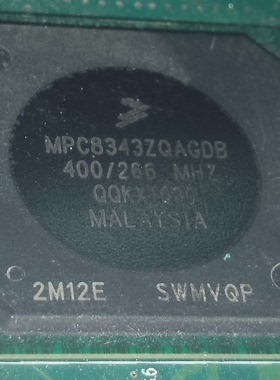 MPC8343ZQAGDB
400/266 MHZ
MALAYSIA
2M12E SWMVQP